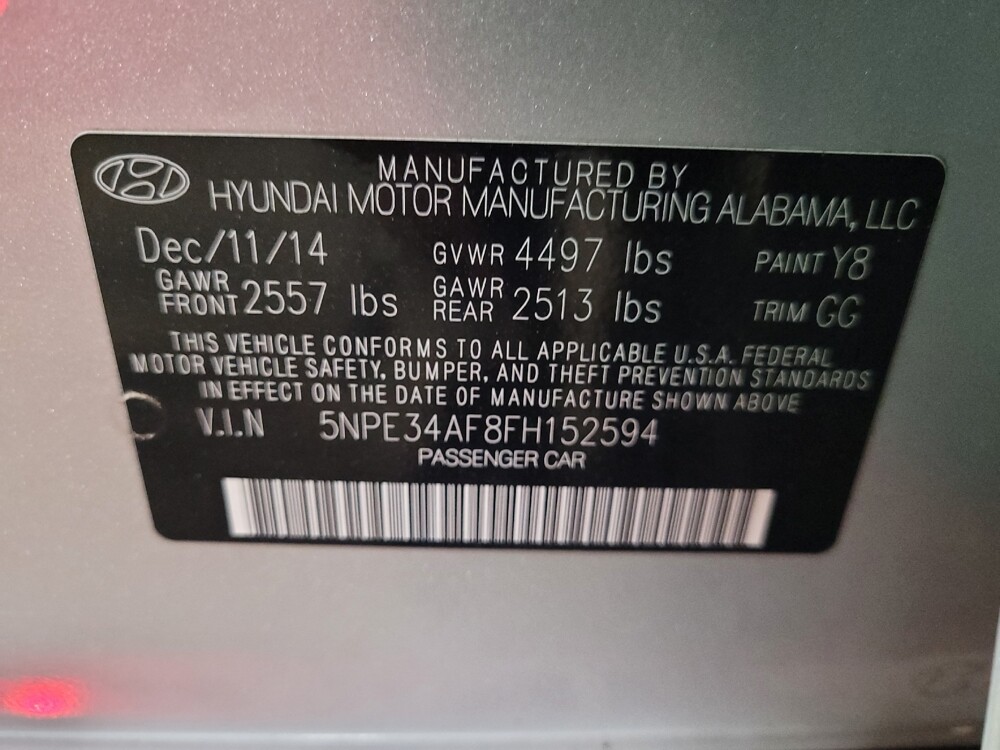 MANUFACTURED BY
HYUNDAI MOTOR MANUFACTURING ALABAMA, LLC
Dec/11/14 GVWR 4497 lbs PAINT Y8
GAWR FRONT 2557 lbs GAWR REAR 2513 lbs TRIM GG
THIS VEHICLE CONFORMS TO ALL APPLICABLE U.S.A. FEDERAL
MOTOR VEHICLE SAFETY, BUMPER, AND THEFT PREVENTION STANDARDS
IN EFFECT ON THE DATE OF MANUFACTURE SHOWN ABOVE
V.I.N 5NPE34AF8FH152594
PASSENGER CAR